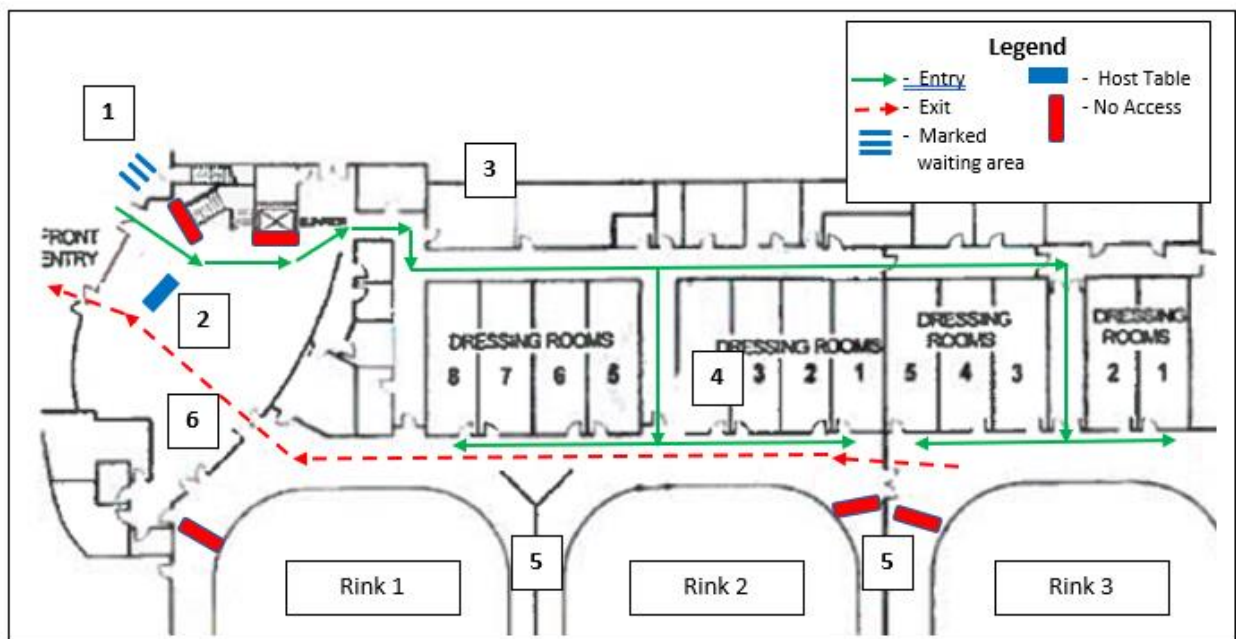 Legend
- Entry
- Exit
- Marked
waiting area
- Host Table
- No Access
1
3
FRONT
ENTRY
2
DRESSING ROOMS
8 7 6 5
DRESSING ROOMS
4 3 2 1
DRESSING
ROOMS
5 4 3
DRESSING
ROOMS
2 1
6
5
5
Rink 1
Rink 2
Rink 3